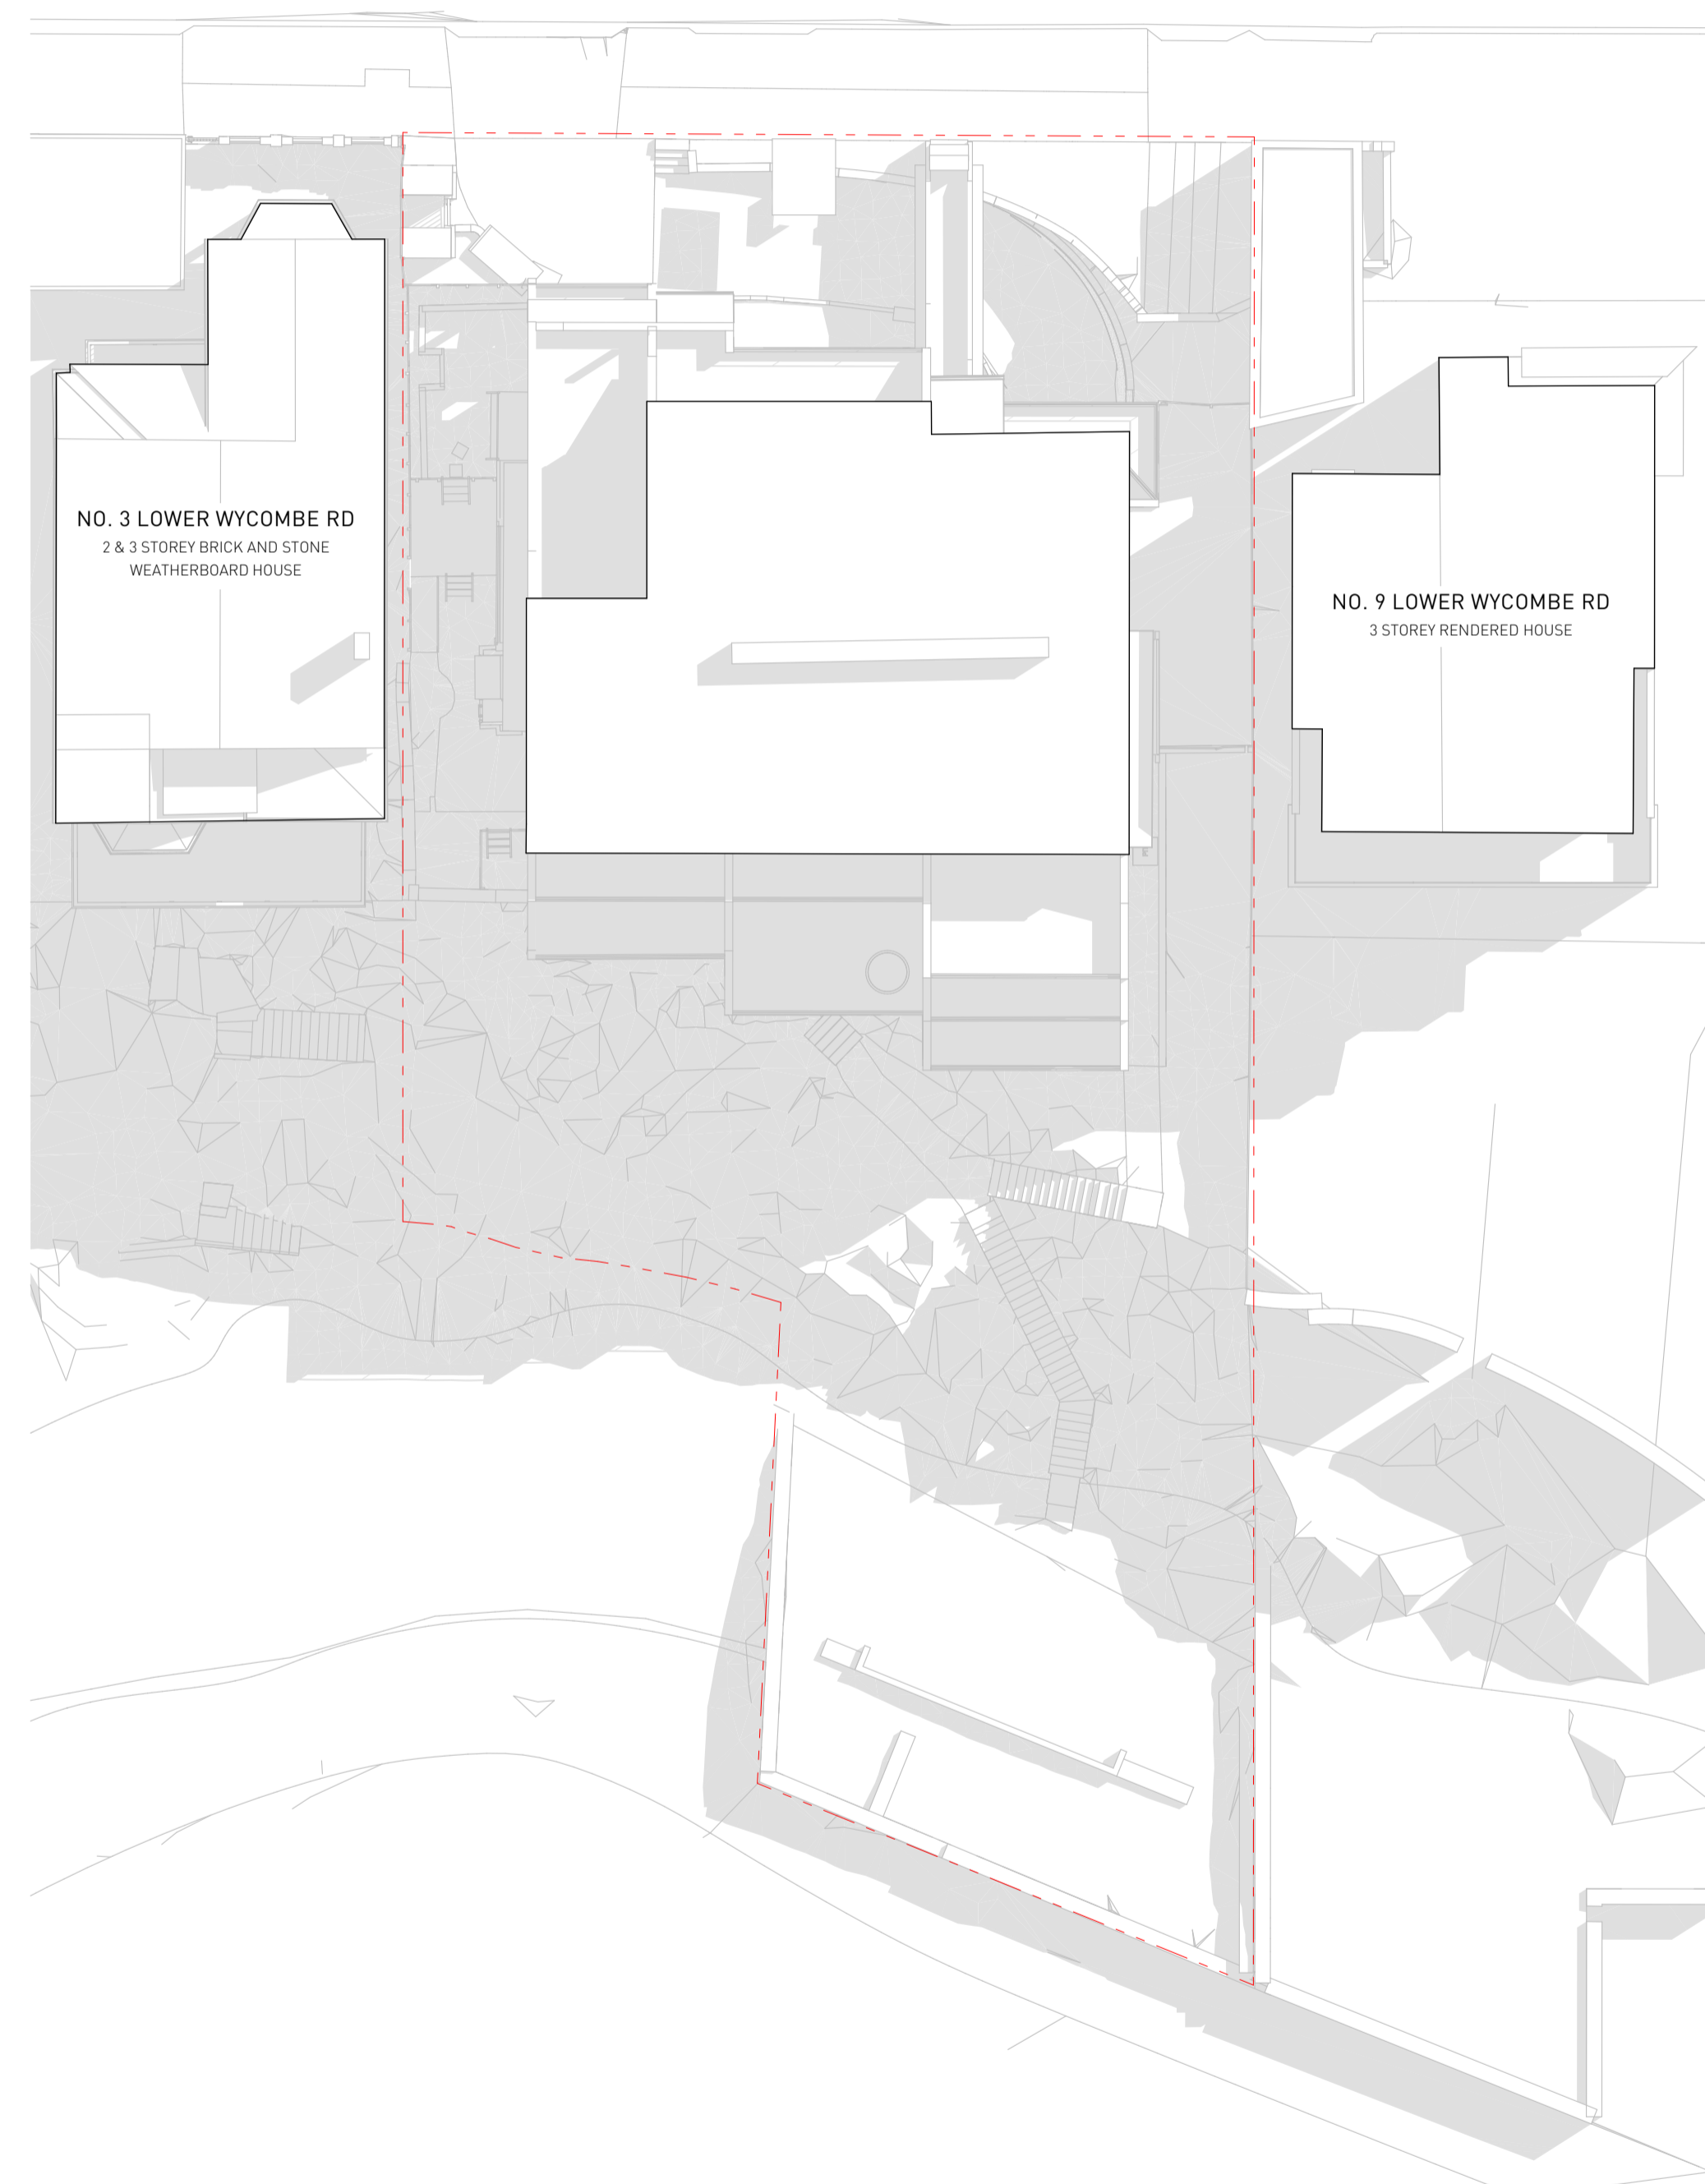 NO. 3 LOWER WYCOMBE RD
2 & 3 STOREY BRICK AND STONE
WEATHERBOARD HOUSE
NO. 9 LOWER WYCOMBE RD
3 STOREY RENDERED HOUSE